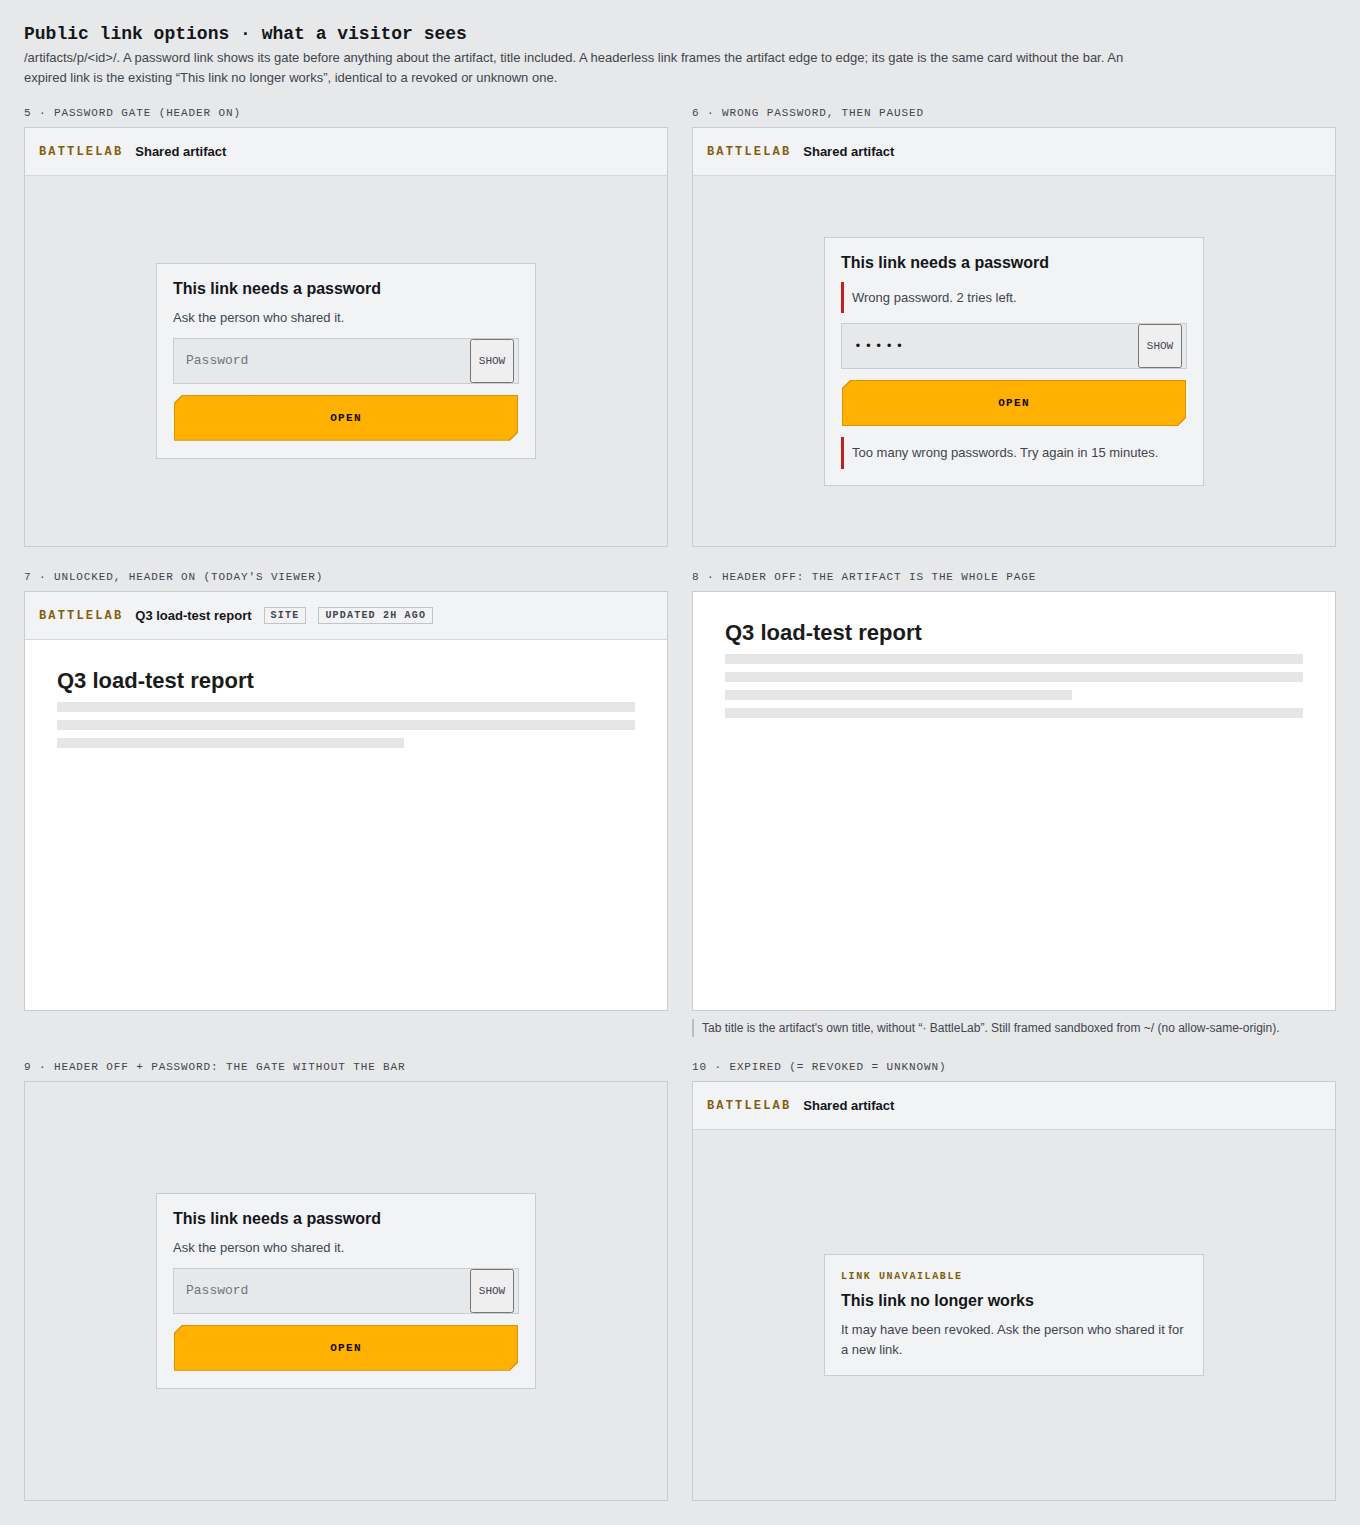 Public link options · what a visitor sees
/artifacts/p/<id>/. A password link shows its gate before anything about the artifact, title included. A headerless link frames the artifact edge to edge; its gate is the same card without the bar. An
expired link is the existing “This link no longer works”, identical to a revoked or unknown one.
5 · PASSWORD GATE (HEADER ON)
BATTLELAB Shared artifact
This link needs a password
Ask the person who shared it.
Password SHOW
OPEN
6 · WRONG PASSWORD, THEN PAUSED
BATTLELAB Shared artifact
This link needs a password
Wrong password. 2 tries left.
••••• SHOW
OPEN
Too many wrong passwords. Try again in 15 minutes.
7 · UNLOCKED, HEADER ON (TODAY'S VIEWER)
BATTLELAB Q3 load-test report SITE UPDATED 2H AGO
Q3 load-test report
8 · HEADER OFF: THE ARTIFACT IS THE WHOLE PAGE
Q3 load-test report
Tab title is the artifact's own title, without “· BattleLab”. Still framed sandboxed from ~/ (no allow-same-origin).
9 · HEADER OFF + PASSWORD: THE GATE WITHOUT THE BAR
This link needs a password
Ask the person who shared it.
Password SHOW
OPEN
10 · EXPIRED (= REVOKED = UNKNOWN)
BATTLELAB Shared artifact
LINK UNAVAILABLE
This link no longer works
It may have been revoked. Ask the person who shared it for
a new link.